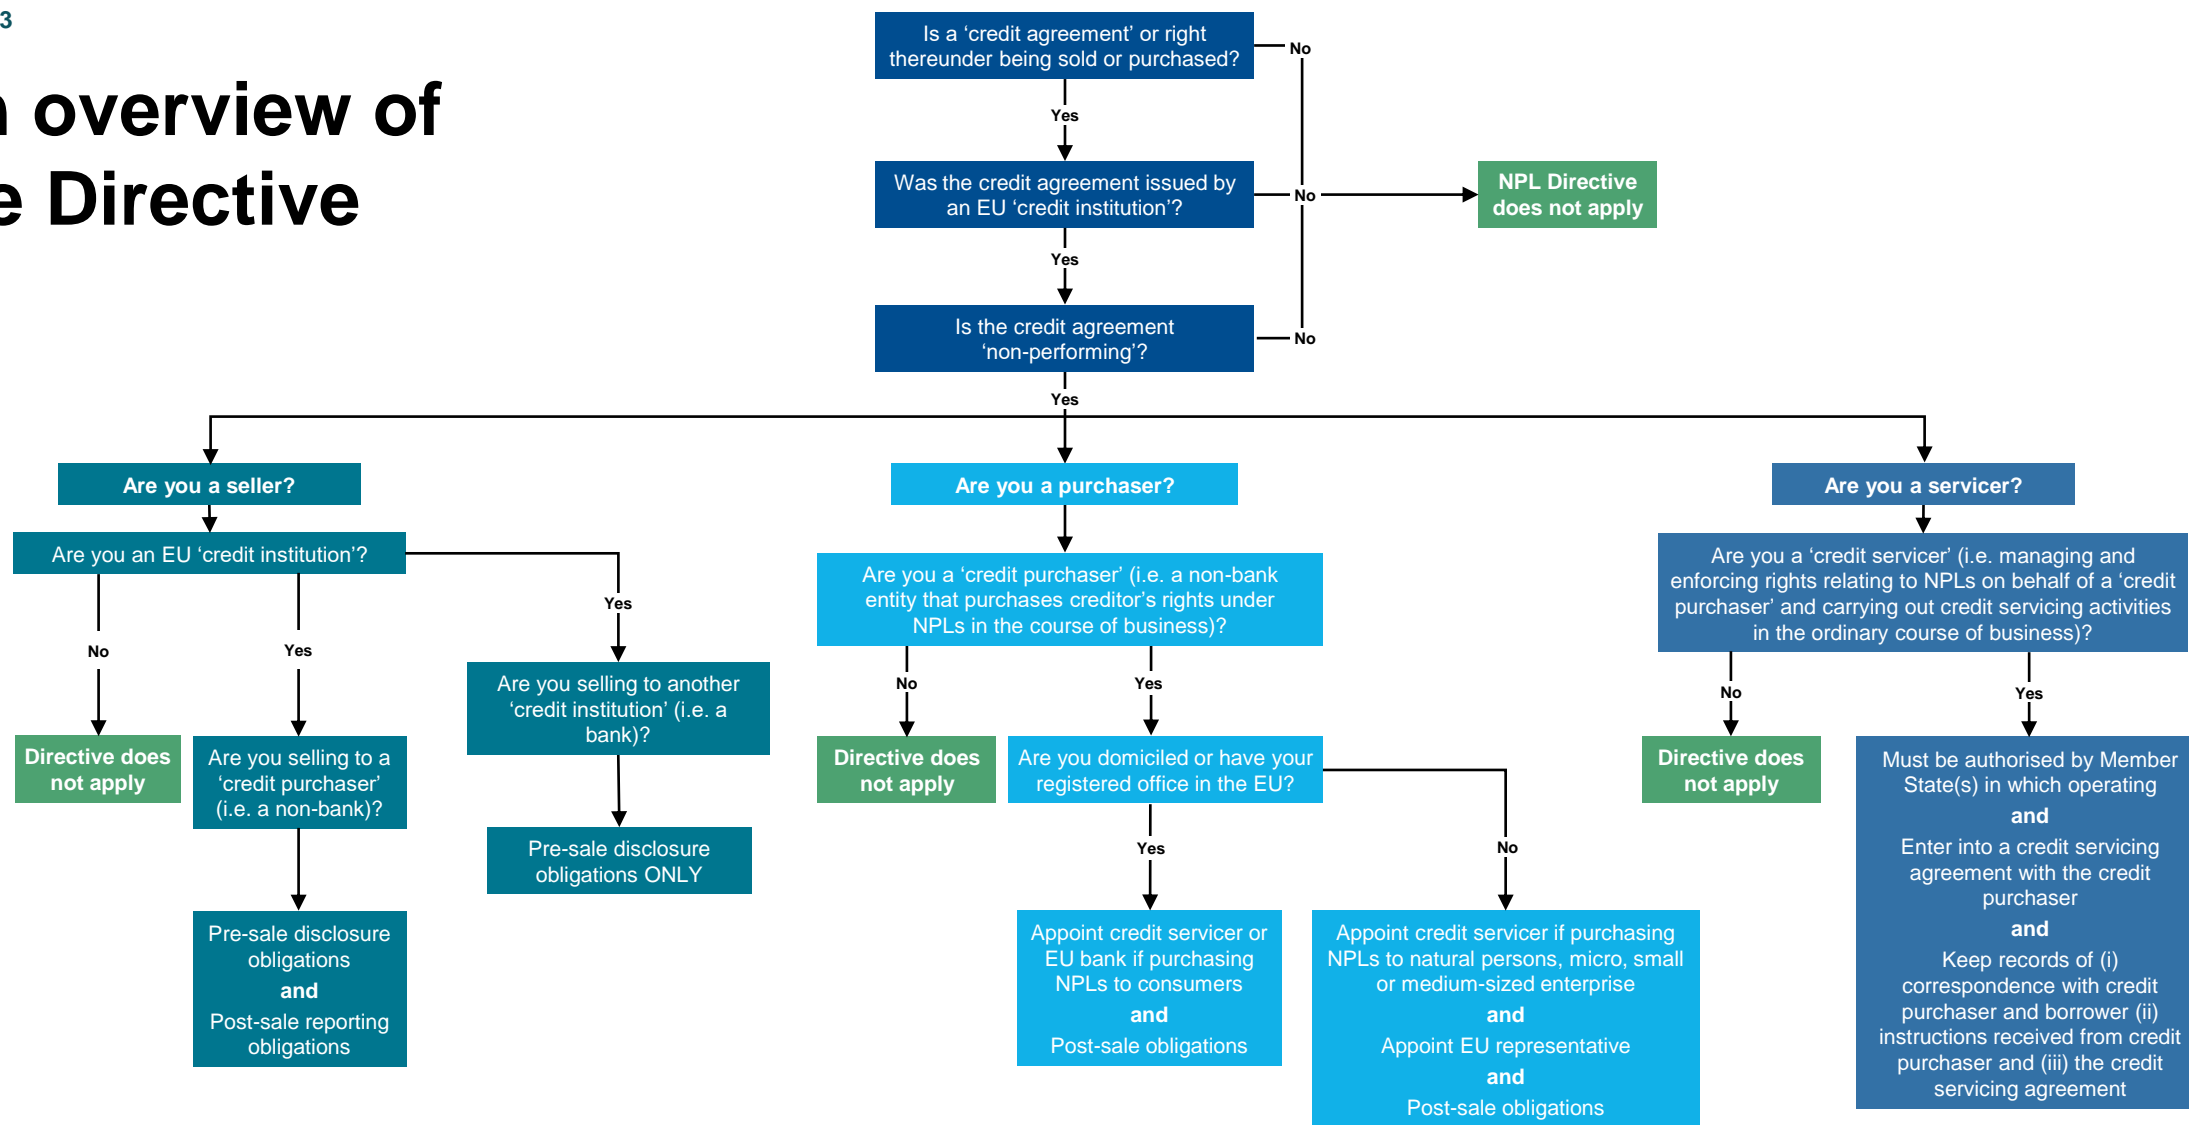 3
n overview of
e Directive
Is a ‘credit agreement’ or right
thereunder being sold or purchased?
No
Yes
Was the credit agreement issued by
an EU ‘credit institution’?
No
NPL Directive
does not apply
Yes
Is the credit agreement
‘non-performing’?
No
Yes
Are you a seller?
Are you an EU ‘credit institution’?
No
Yes
Yes
Directive does
not apply
Are you selling to a
‘credit purchaser’
(i.e. a non-bank)?
Pre-sale disclosure
obligations
and
Post-sale reporting
obligations
Are you selling to another
‘credit institution’ (i.e. a
bank)?
Pre-sale disclosure
obligations ONLY
Are you a purchaser?
Are you a ‘credit purchaser’ (i.e. a non-bank
entity that purchases creditor’s rights under
NPLs in the course of business)?
No
Yes
Directive does
not apply
Are you domiciled or have your
registered office in the EU?
Yes
No
Appoint credit servicer or
EU bank if purchasing
NPLs to consumers
and
Post-sale obligations
Appoint credit servicer if purchasing
NPLs to natural persons, micro, small
or medium-sized enterprise
and
Appoint EU representative
and
Post-sale obligations
Are you a servicer?
Are you a ‘credit servicer’ (i.e. managing and
enforcing rights relating to NPLs on behalf of a ‘credit
purchaser’ and carrying out credit servicing activities
in the ordinary course of business)?
No
Yes
Directive does
not apply
Must be authorised by Member
State(s) in which operating
and
Enter into a credit servicing
agreement with the credit
purchaser
and
Keep records of (i)
correspondence with credit
purchaser and borrower (ii)
instructions received from credit
purchaser and (iii) the credit
servicing agreement